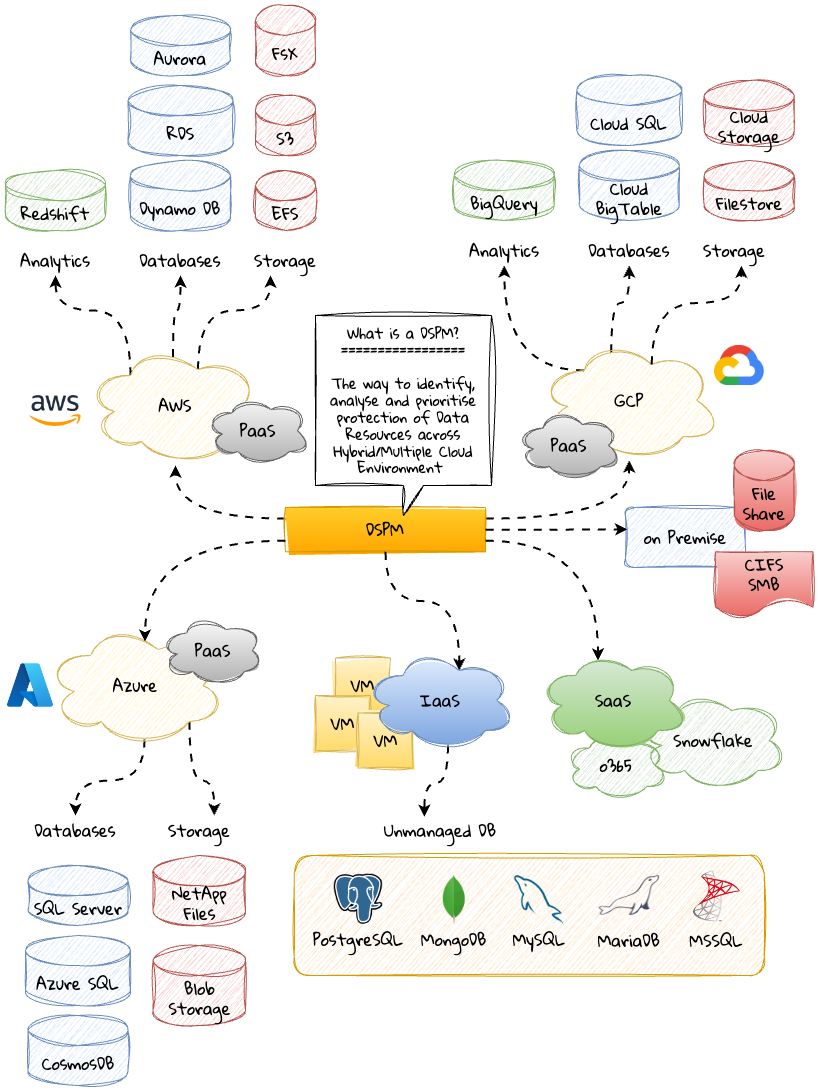 Aurora
FSX
RDS
S3
Redshift
Dynamo DB
EFS
Analytics
Databases
Storage
Cloud SQL
Cloud
Storage
BigQuery
Cloud
BigTable
Filestore
Analytics
Databases
Storage
What is a DSPM?
=================
The way to identify,
analyse and prioritise
protection of Data
Resources across
Hybrid/Multiple Cloud
Environment
aws
AWS
PaaS
GCP
PaaS
DSPM
on Premise
File
Share
CIFS
SMB
Azure
PaaS
VM
VM
VM
IaaS
SaaS
Snowflake
o365
Databases
Storage
Unmanaged DB
SQL Server
NetApp
Files
Azure SQL
Blob
Storage
CosmosDB
PostgreSQL
MongoDB
MySQL
MariaDB
MSSQL